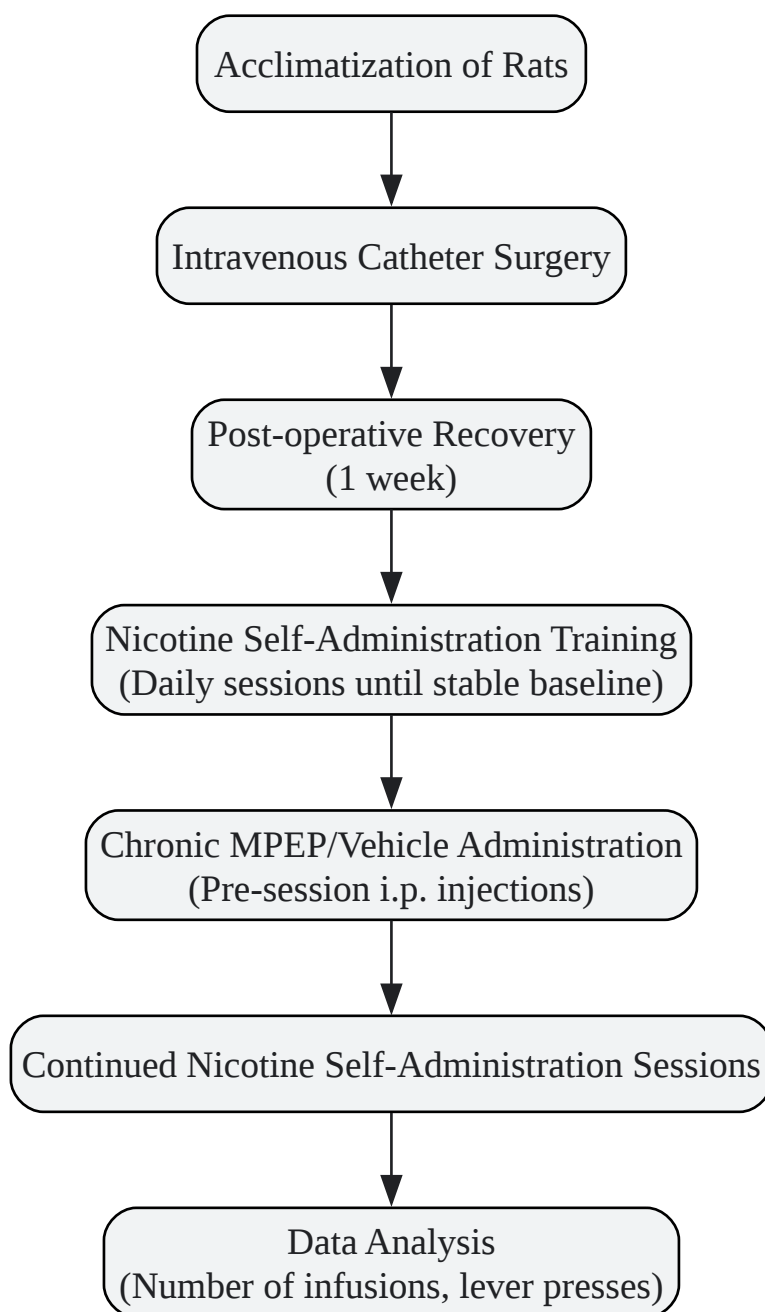 Acclimatization of Rats
Intravenous Catheter Surgery
Post-operative Recovery
(1 week)
Nicotine Self-Administration Training
(Daily sessions until stable baseline)
Chronic MPEP/Vehicle Administration
(Pre-session i.p. injections)
Continued Nicotine Self-Administration Sessions
Data Analysis
(Number of infusions, lever presses)